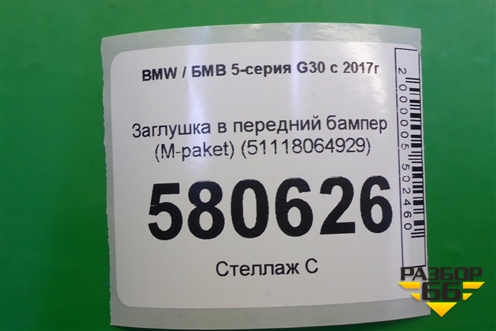 BMW / БМВ 5-серия G30 с 2017г
Заглушка в передний бампер
(M-paket) (51118064929)
580626
Стеллаж С
2000005502460
РАЗБОР
66